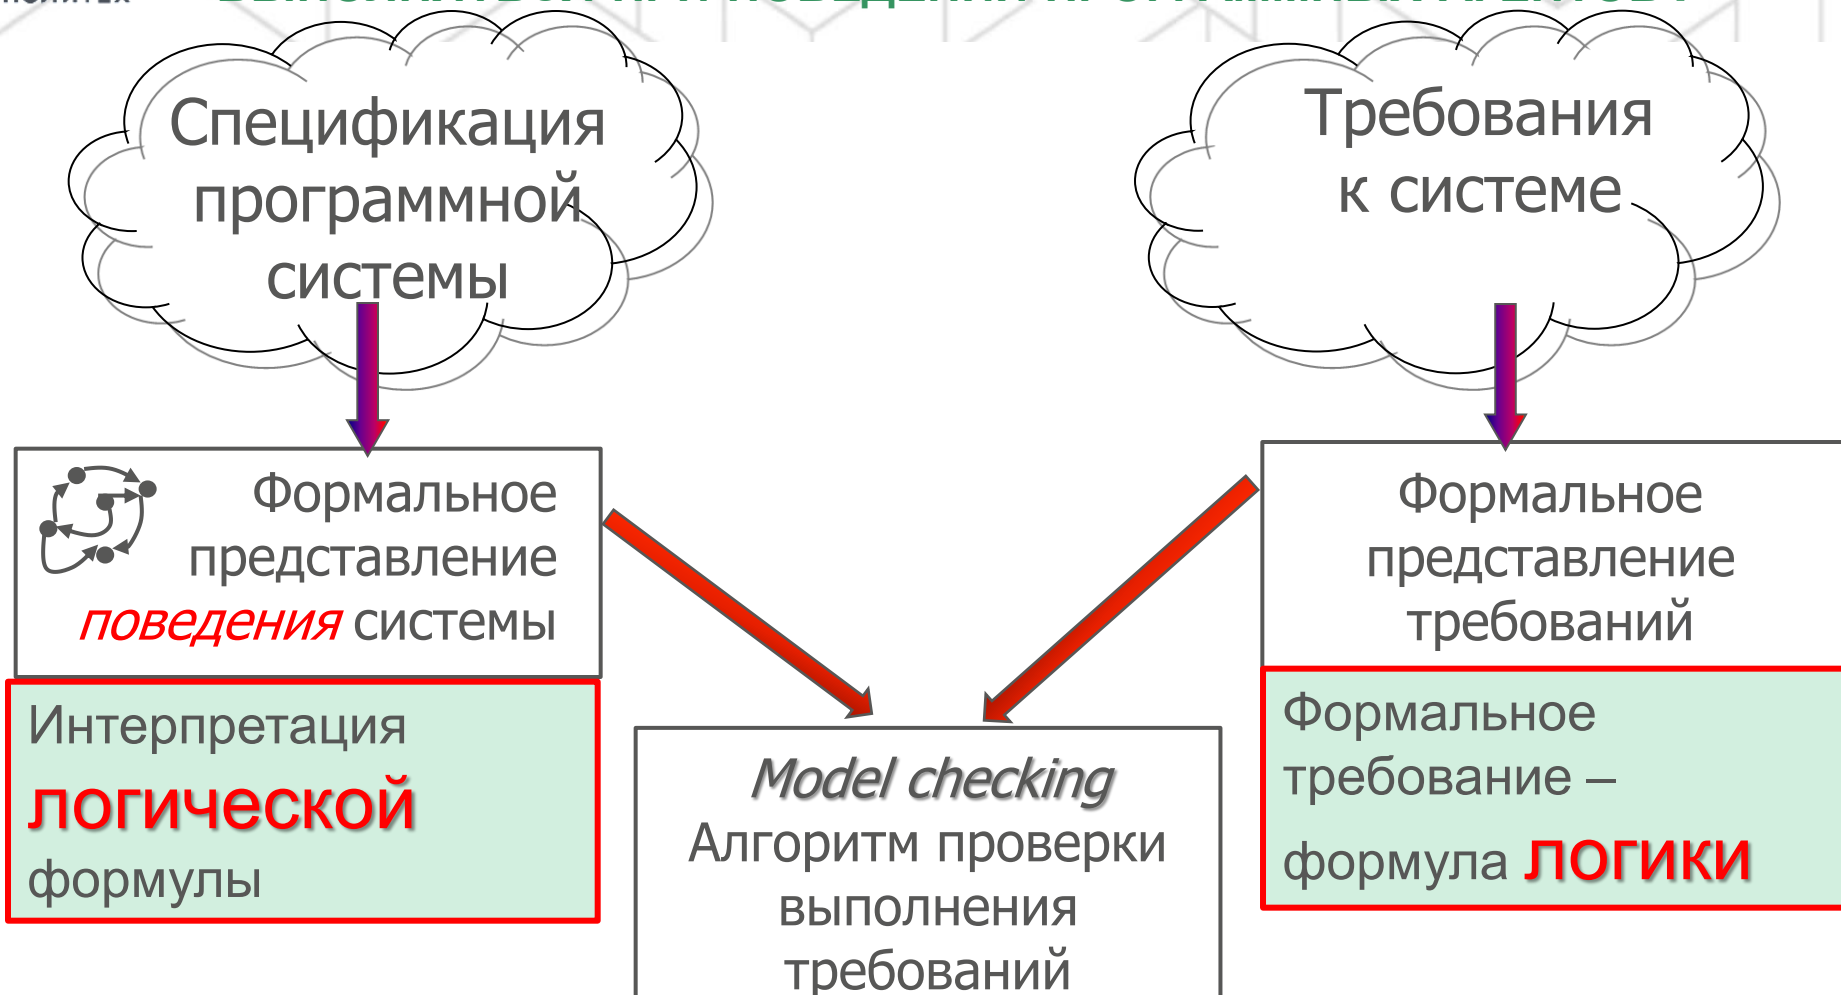 Спецификация
программной
системы
Требования
к системе
Формальное
представление
поведения системы
Формальное
представление
требований
Интерпретация
логической
формулы
Model checking
Алгоритм проверки
выполнения
требований
Формальное
требование –
формула логики